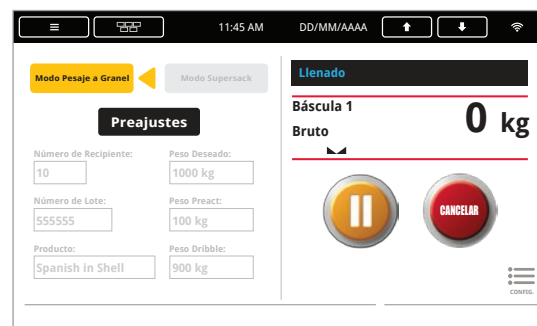 11:45 AM
DD/MM/AAAA
Modo Pesaje a Granel
Modo Supersack
Preajustes
Número de Recipiente:
10
Peso Deseado:
1000 kg
Número de Lote:
555555
Peso Preact:
100 kg
Producto:
Spanish in Shell
Peso Dribble:
900 kg
Llenado
Báscula 1
Bruto
0 kg
CANCELAR
CONFIG.